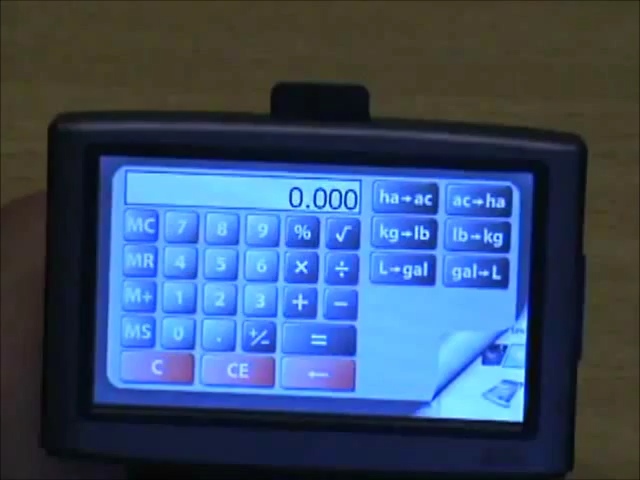 0.000
ha→ac ac→ha
MC 7 8 9 % √ kg→lb lb→kg
MR 4 5 6 × ÷ L→gal gal→L
M+ 1 2 3 + −
MS 0 . +/− =
C CE ←